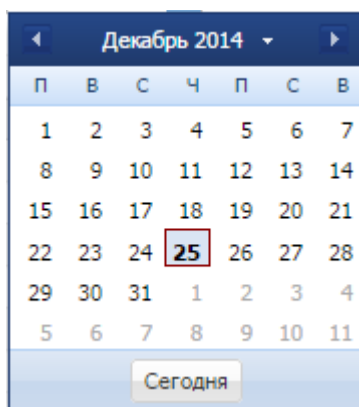 Декабрь 2014
П В С Ч П С В
1 2 3 4 5 6 7
8 9 10 11 12 13 14
15 16 17 18 19 20 21
22 23 24 25 26 27 28
29 30 31 1 2 3 4
5 6 7 8 9 10 11
Сегодня